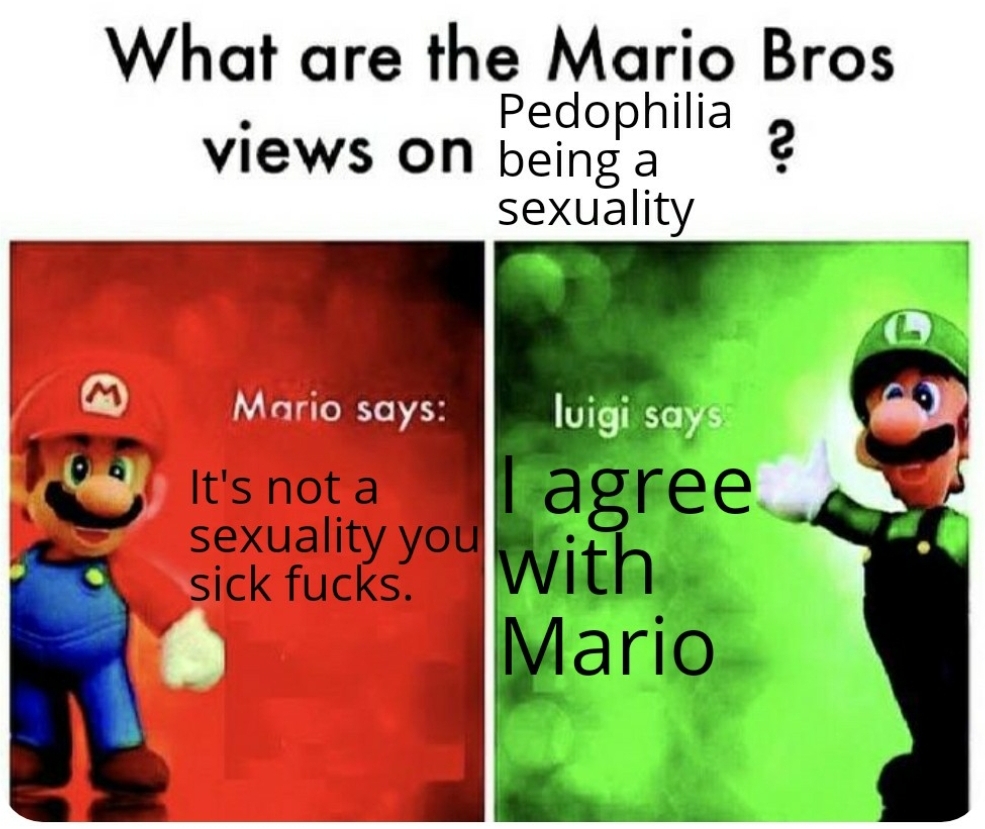 What are the Mario Bros
views on Pedophilia being a sexuality ?
M
L
Mario says:
It's not a
sexuality you
sick fucks.
luigi says:
I agree
with
Mario